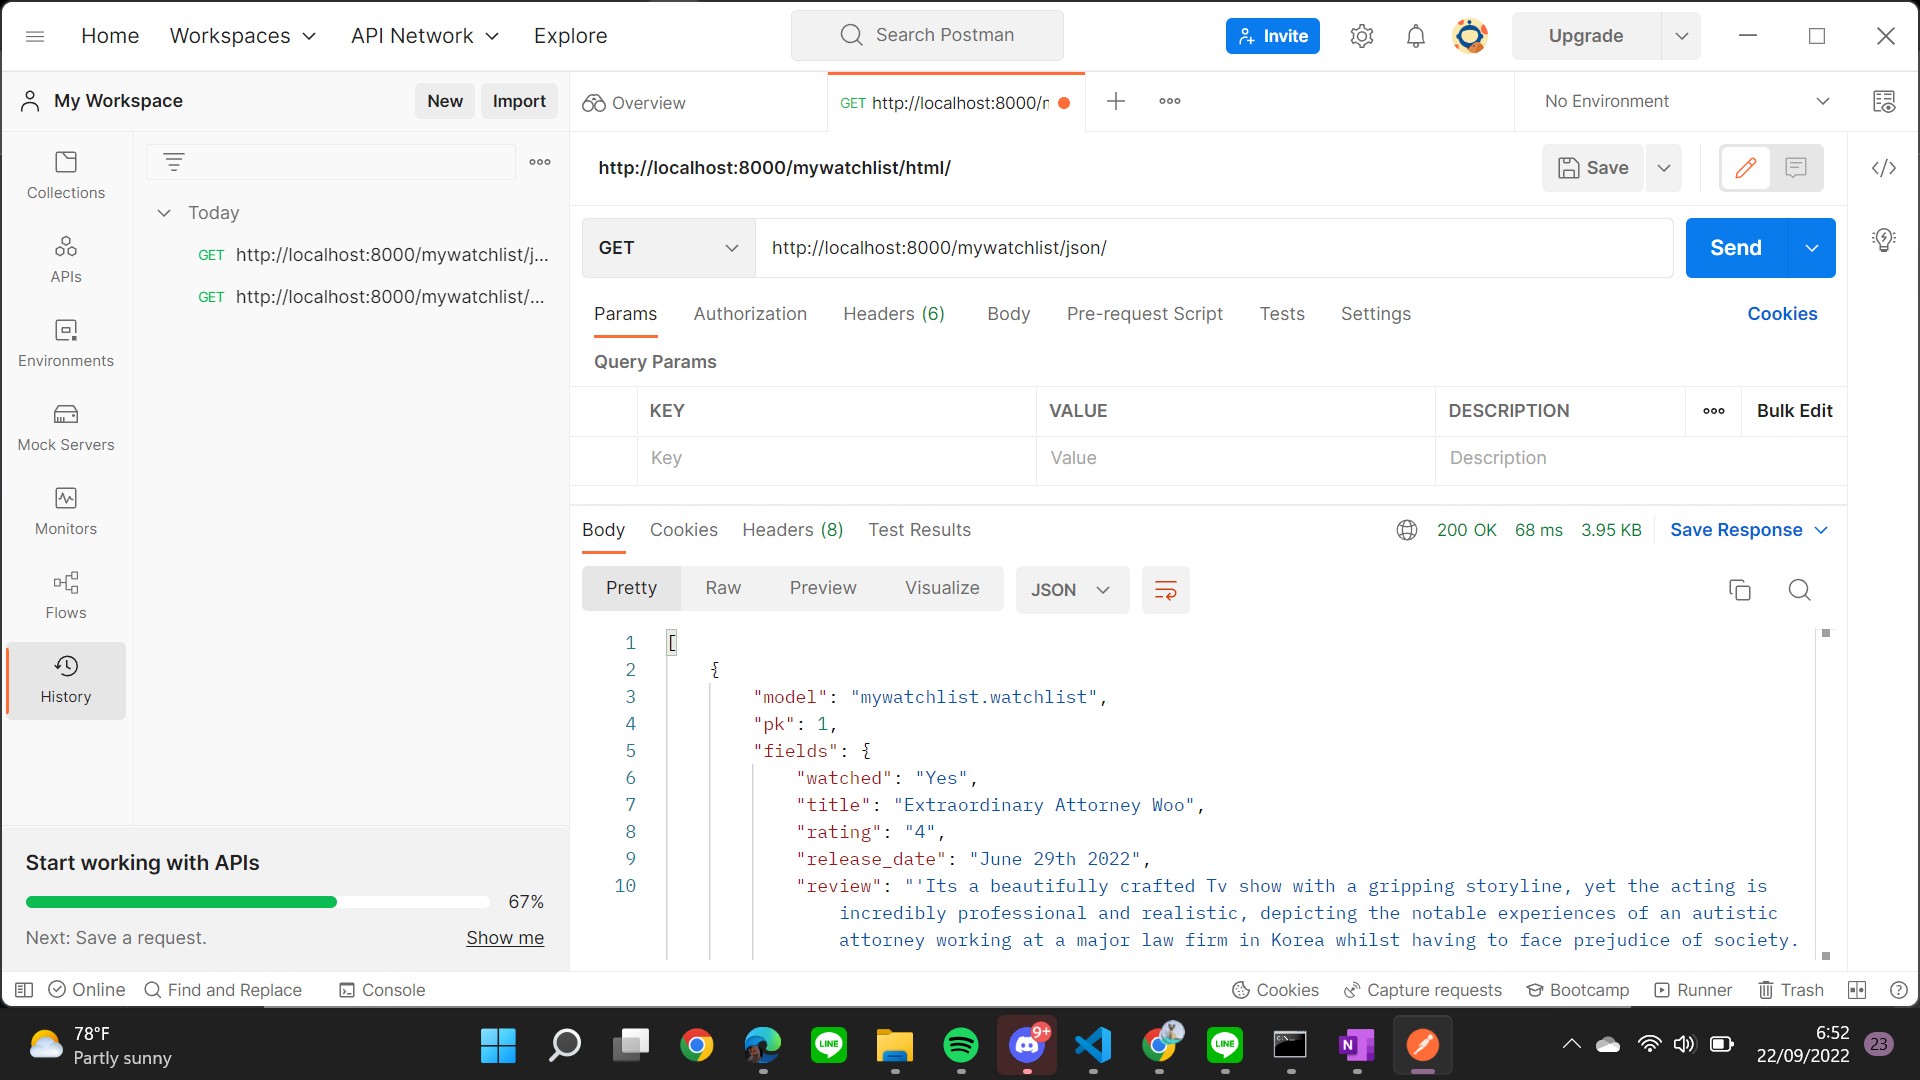 Home Workspaces API Network Explore Search Postman Invite Upgrade
My Workspace New Import Overview GET http://localhost:8000/ No Environment
Collections
APIs
Environments
Mock Servers
Monitors
Flows
History
Today
GET http://localhost:8000/mywatchlist/j...
GET http://localhost:8000/mywatchlist/...
Start working with APIs
67%
Next: Save a request. Show me
http://localhost:8000/mywatchlist/html/ Save
GET http://localhost:8000/mywatchlist/json/ Send
Params Authorization Headers (6) Body Pre-request Script Tests Settings Cookies
Query Params
KEY VALUE DESCRIPTION Bulk Edit
Key Value Description
Body Cookies Headers (8) Test Results 200 OK 68 ms 3.95 KB Save Response
Pretty Raw Preview Visualize JSON
1 [
2 {
3 "model": "mywatchlist.watchlist",
4 "pk": 1,
5 "fields": {
6 "watched": "Yes",
7 "title": "Extraordinary Attorney Woo",
8 "rating": "4",
9 "release_date": "June 29th 2022",
10 "review": "'Its a beautifully crafted Tv show with a gripping storyline, yet the acting is
incredibly professional and realistic, depicting the notable experiences of an autistic
attorney working at a major law firm in Korea whilst having to face prejudice of society.
Online Find and Replace Console Cookies Capture requests Bootcamp Runner Trash
78°F
Partly sunny
LINE
9+
LINE
C:\
N
6:52
22/09/2022
23